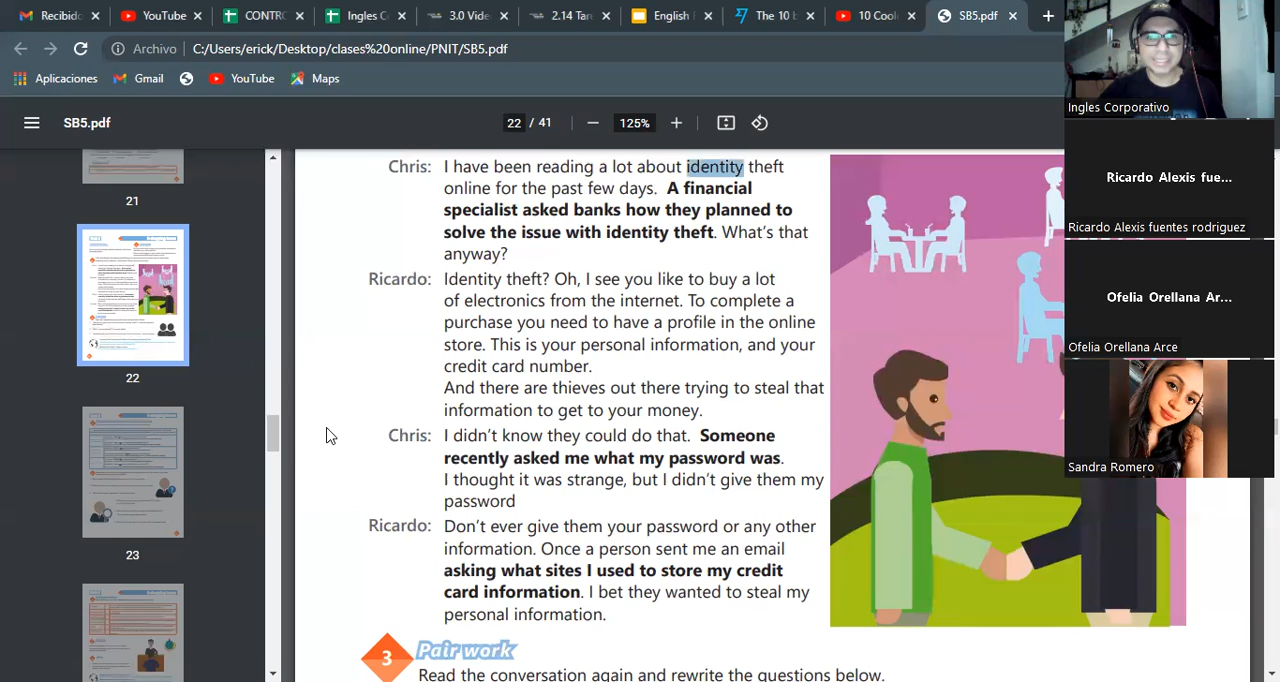 Recibid
YouTube
CONTRO
Ingles C
3.0 Vide
2.14 Tar
English F
The 10 b
10 Cool
SB5.pdf
Archivo C:/Users/erick/Desktop/clases%20online/PNIT/SB5.pdf
Aplicaciones Gmail YouTube Maps
SB5.pdf 22 / 41 125%
21
22
23
Chris: I have been reading a lot about identity theft
online for the past few days. A financial
specialist asked banks how they planned to
solve the issue with identity theft. What's that
anyway?
Ricardo: Identity theft? Oh, I see you like to buy a lot
of electronics from the internet. To complete a
purchase you need to have a profile in the online
store. This is your personal information, and your
credit card number.
And there are thieves out there trying to steal that
information to get to your money.
Chris: I didn't know they could do that. Someone
recently asked me what my password was.
I thought it was strange, but I didn't give them my
password
Ricardo: Don't ever give them your password or any other
information. Once a person sent me an email
asking what sites I used to store my credit
card information. I bet they wanted to steal my
personal information.
3 Pair work
Read the conversation again and rewrite the questions below.
Ingles Corporativo
Ricardo Alexis fue...
Ricardo Alexis fuentes rodriguez
Ofelia Orellana Ar...
Ofelia Orellana Arce
Sandra Romero